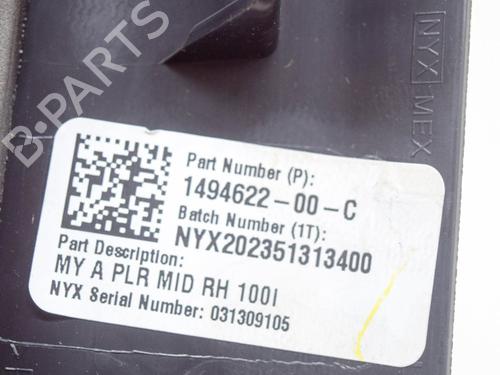 NYX MEX
B-PARTS
Part Number (P):
1494622-00-C
Batch Number (1T):
NYX202351313400
Part Description:
MY A PLR MID RH 100I
NYX Serial Number: 031309105